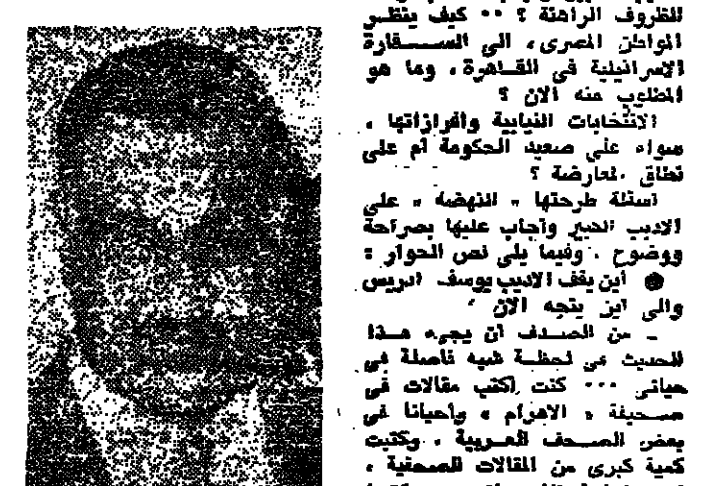 للظروف الراهنة ؟ ·· كيف ينظر
المواطن المصرى ، الى السفارة
الاسرائيلية فى القاهرة ، وما هو
المطلوب منه الآن ؟
الانتخابات النيابية وافرازاتها ،
سواء على صعيد الحكومة أم على
نطاق المعارضة ؟
اسئلة طرحتها « النهضة » على
الاديب الكبير وأجاب عليها بصراحة
ووضوح . وفيما يلى نص الحوار :
● أين يقف الاديب يوسف ادريس
والى اين يتجه الآن ؟
ـ من الصدف أن يجىء هذا
الحديث فى لحظة شبه فاصلة فى
حياتى ··· كنت اكتب مقالات فى
صحيفة « الاهرام » وأحيانا فى
بعض الصحف العربية . وكتبت
كمية كبرى من المقالات الصحفية ،